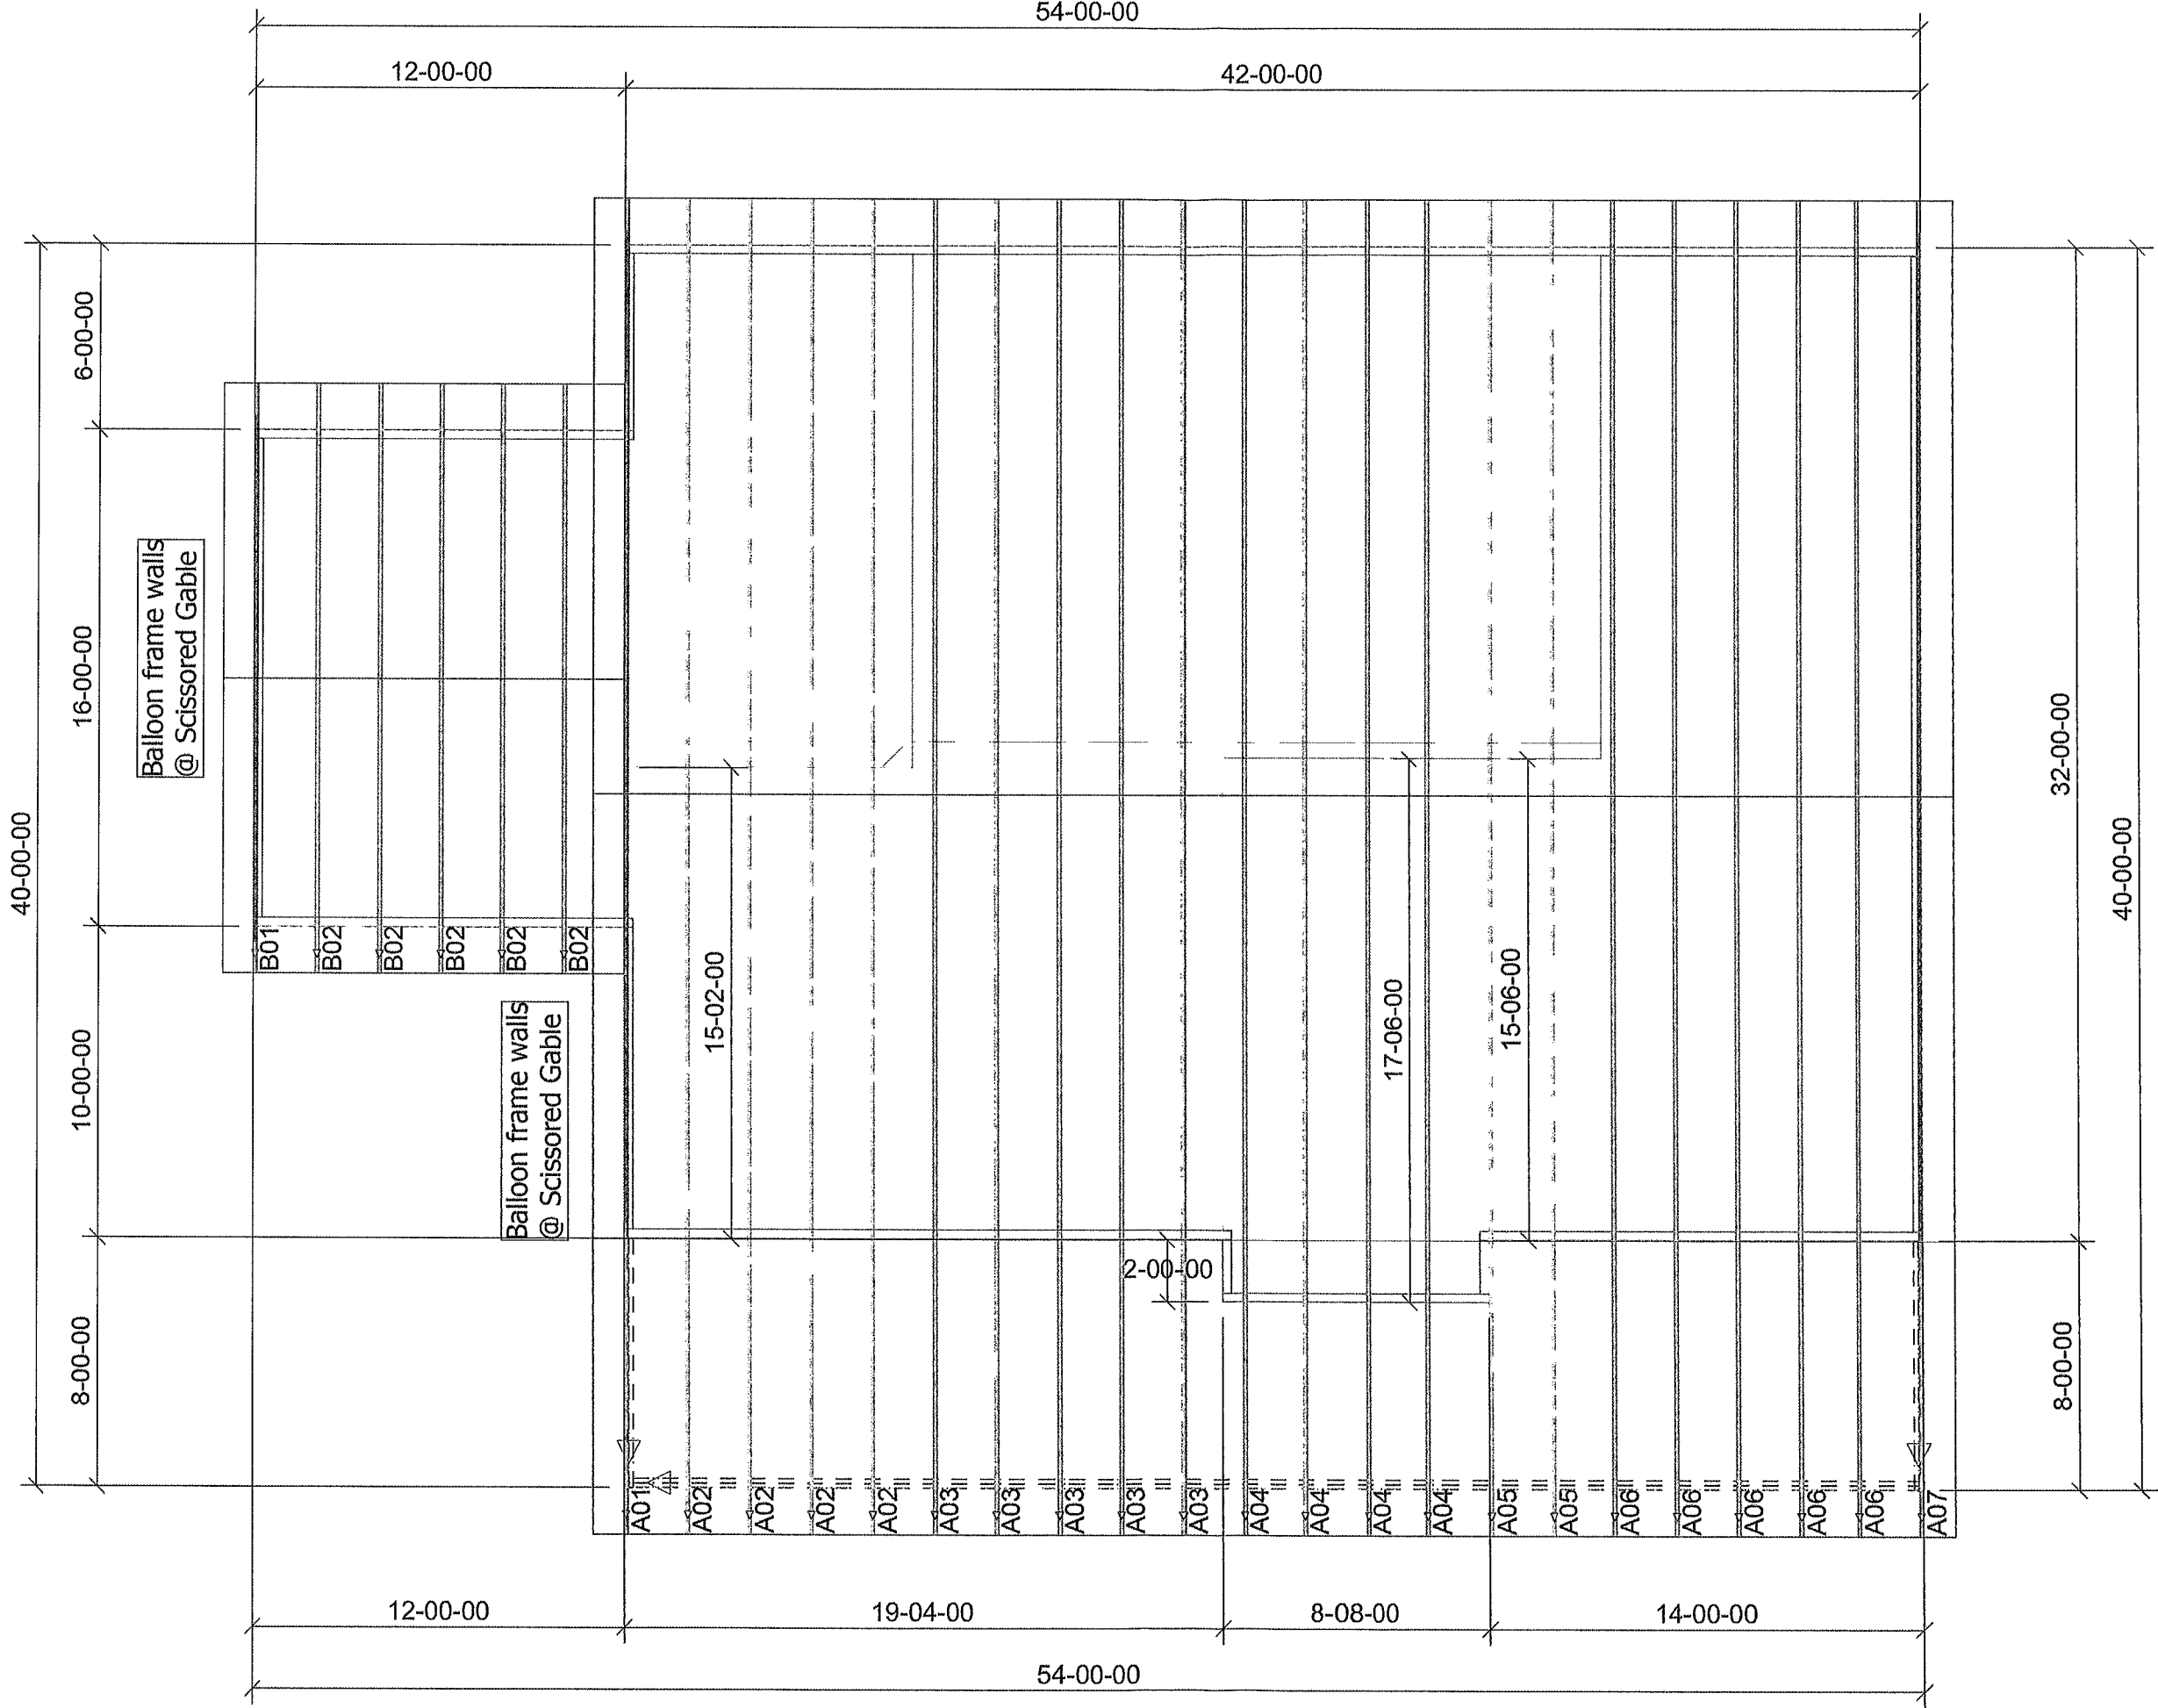 54-00-00
12-00-00
42-00-00
6-00-00
16-00-00
40-00-00
10-00-00
8-00-00
Balloon frame walls
@ Scissored Gable
B01
B02
B02
B02
B02
B02
Balloon frame walls
@ Scissored Gable
15-02-00
17-06-00
15-06-00
2-00-00
32-00-00
40-00-00
8-00-00
A01
A02
A02
A02
A02
A03
A03
A03
A03
A03
A04
A04
A04
A04
A05
A05
A06
A06
A06
A06
A06
A07
12-00-00
19-04-00
8-08-00
14-00-00
54-00-00